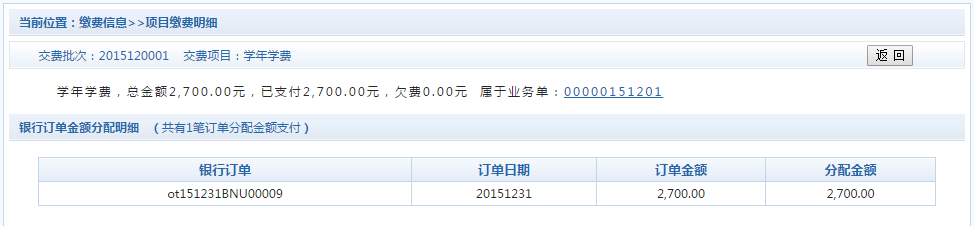 当前位置：缴费信息>>项目缴费明细
交费批次：2015120001 交费项目：学年学费 返 回
学年学费，总金额2,700.00元，已支付2,700.00元，欠费0.00元 属于业务单：00000151201
银行订单金额分配明细 （共有1笔订单分配金额支付）
银行订单 订单日期 订单金额 分配金额
ot151231BNU00009 20151231 2,700.00 2,700.00